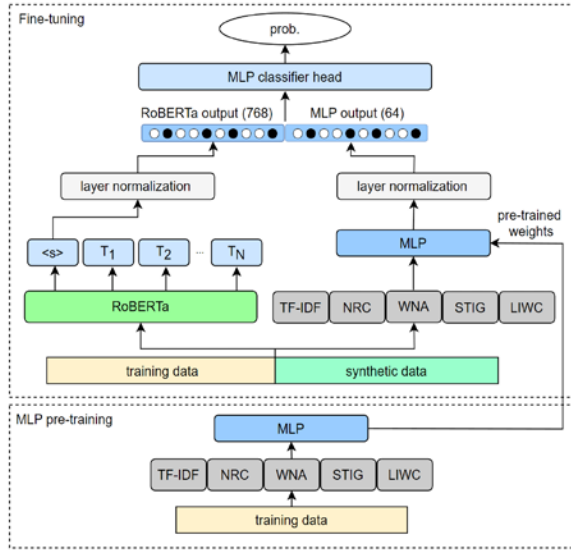 Fine-tuning
prob.
MLP classifier head
RoBERTa output (768) MLP output (64)
layer normalization layer normalization
pre-trained
weights
<s> T1 T2 ... TN
MLP
RoBERTa
TF-IDF NRC WNA STIG LIWC
training data synthetic data
MLP pre-training
MLP
TF-IDF NRC WNA STIG LIWC
training data